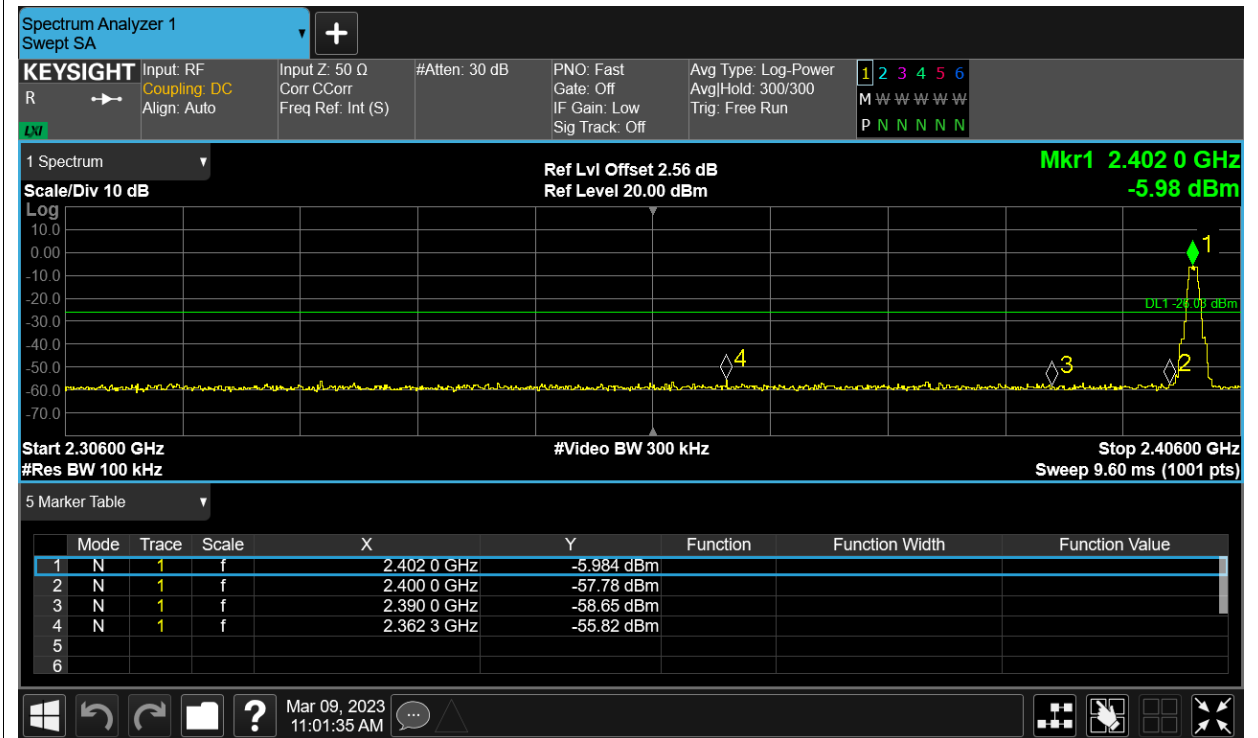 Spectrum Analyzer 1
Swept SA
KEYSIGHT
R
LXI
Input: RF
Coupling: DC
Align: Auto
Input Z: 50 Ω
Corr CCorr
Freq Ref: Int (S)
#Atten: 30 dB
PNO: Fast
Gate: Off
IF Gain: Low
Sig Track: Off
Avg Type: Log-Power
Avg|Hold: 300/300
Trig: Free Run
1 2 3 4 5 6
M W W W W W
P N N N N N
1 Spectrum
Scale/Div 10 dB
Ref Lvl Offset 2.56 dB
Ref Level 20.00 dBm
Mkr1 2.402 0 GHz
-5.98 dBm
Log
10.0
0.00
-10.0
-20.0
-30.0
-40.0
-50.0
-60.0
-70.0
1
DL1 -26.03 dBm
4
3
2
Start 2.30600 GHz
#Res BW 100 kHz
#Video BW 300 kHz
Stop 2.40600 GHz
Sweep 9.60 ms (1001 pts)
5 Marker Table
Mode Trace Scale X Y Function Function Width Function Value
1 N 1 f 2.402 0 GHz -5.984 dBm
2 N 1 f 2.400 0 GHz -57.78 dBm
3 N 1 f 2.390 0 GHz -58.65 dBm
4 N 1 f 2.362 3 GHz -55.82 dBm
5
6
?
Mar 09, 2023
11:01:35 AM